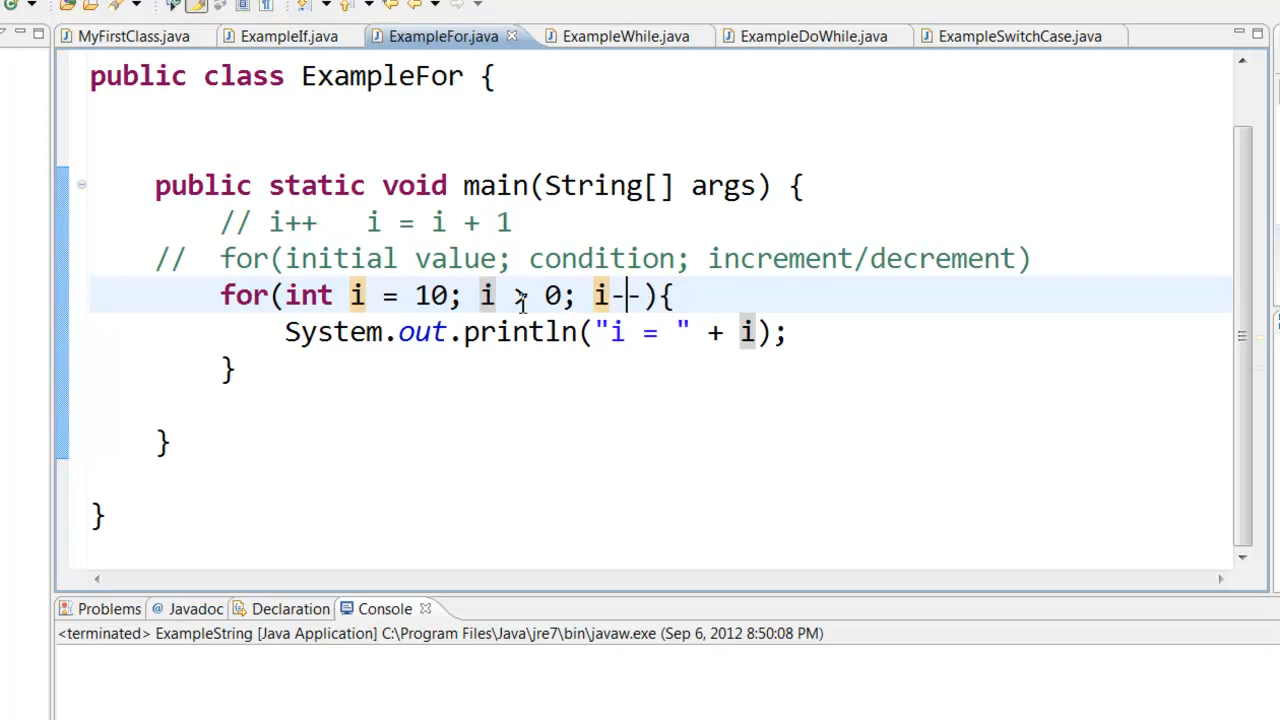 MyFirstClass.java ExampleIf.java ExampleFor.java ExampleWhile.java ExampleDoWhile.java ExampleSwitchCase.java
public class ExampleFor {
public static void main(String[] args) {
// i++ i = i + 1
// for(initial value; condition; increment/decrement)
for(int i = 10; i > 0; i--){
System.out.println("i = " + i);
}
}
}
Problems @ Javadoc Declaration Console
<terminated> ExampleString [Java Application] C:\Program Files\Java\jre7\bin\javaw.exe (Sep 6, 2012 8:50:08 PM)